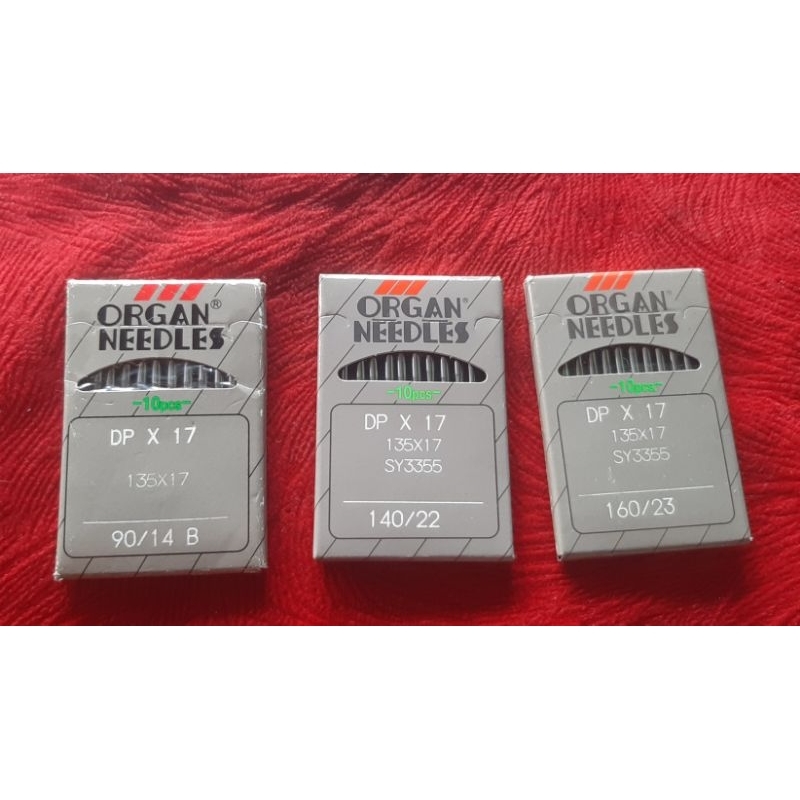 ORGAN®
NEEDLES
-10pcs-
DP X 17
135X17
90/14 B
ORGAN®
NEEDLES
-10pcs-
DP X 17
135X17
SY3355
140/22
ORGAN®
NEEDLES
-10pcs-
DP X 17
135X17
SY3355
160/23